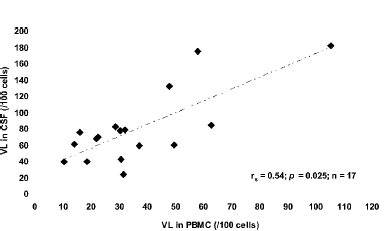 200
180
160
140
120
100
80
60
40
20
0
VL in CSF (/100 cells)
rs = 0.54; p = 0.025; n = 17
0 10 20 30 40 50 60 70 80 90 100 110 120
VL in PBMC (/100 cells)